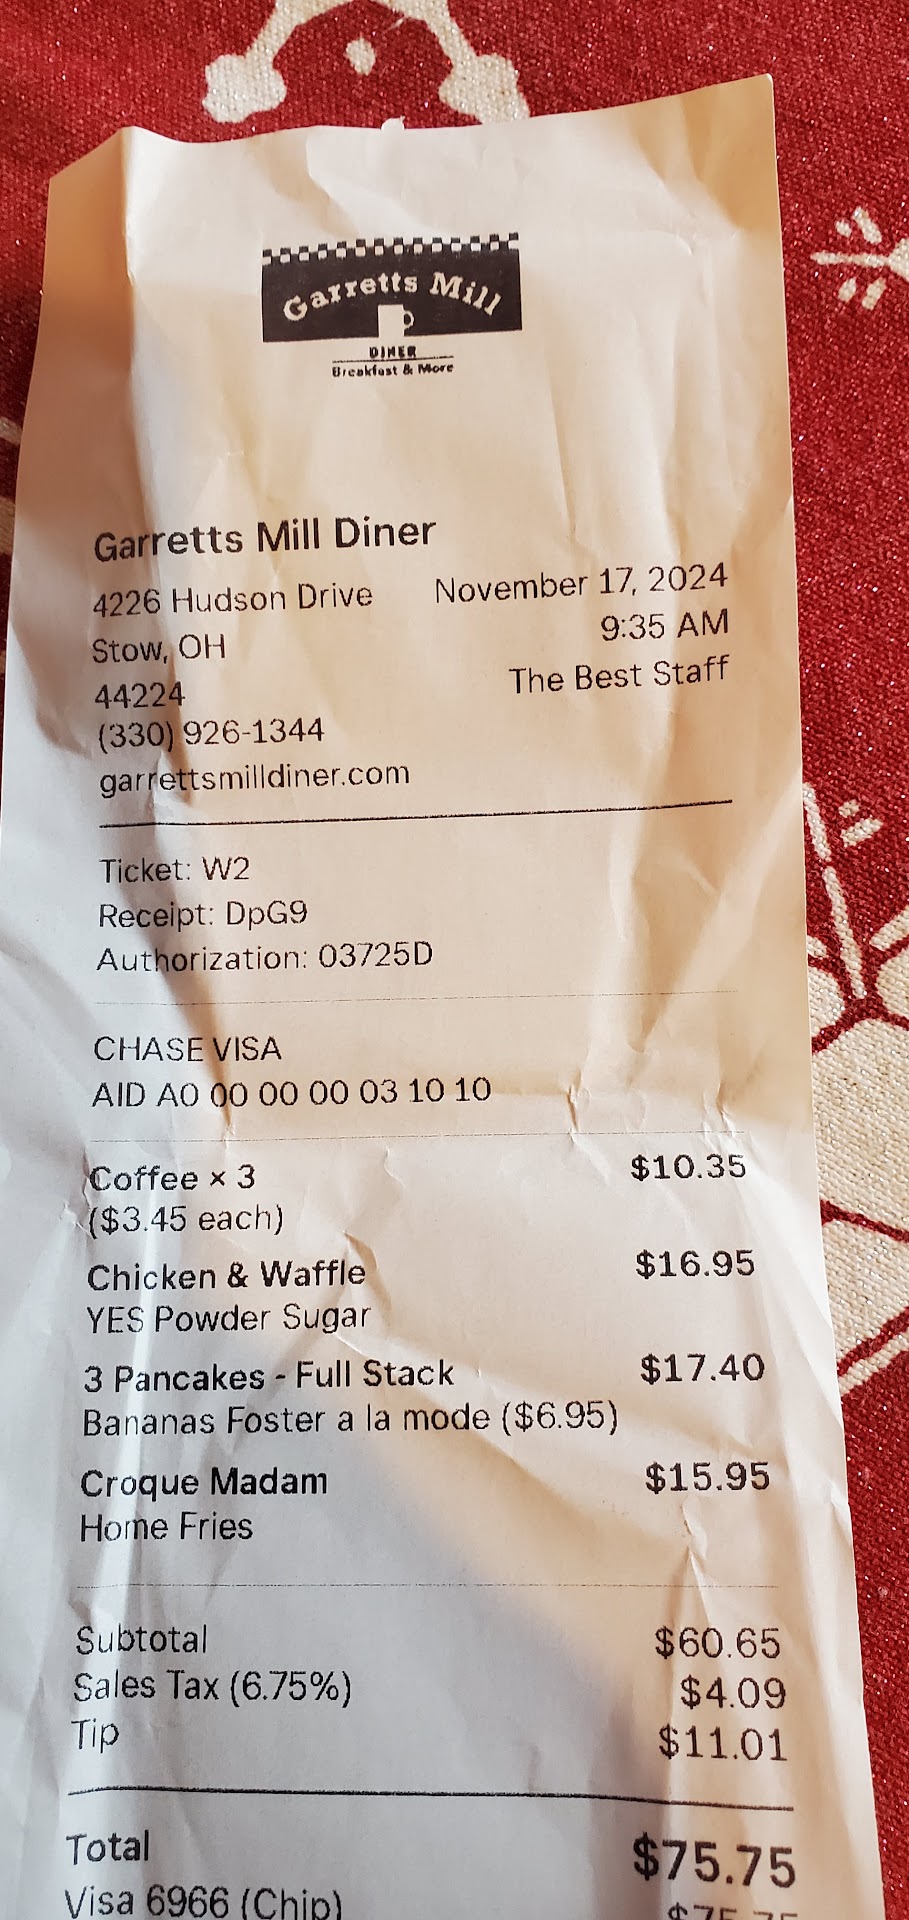 Garretts Mill
DINER
Breakfast & More
Garretts Mill Diner
4226 Hudson Drive
Stow, OH
44224
(330) 926-1344
garrettsmilldiner.com
November 17, 2024
9:35 AM
The Best Staff
Ticket: W2
Receipt: DpG9
Authorization: 03725D
CHASE VISA
AID A0 00 00 00 03 10 10
Coffee × 3 $10.35
($3.45 each)
Chicken & Waffle $16.95
YES Powder Sugar
3 Pancakes - Full Stack $17.40
Bananas Foster a la mode ($6.95)
Croque Madam $15.95
Home Fries
Subtotal $60.65
Sales Tax (6.75%) $4.09
Tip $11.01
Total $75.75
Visa 6966 (Chip) $75.75